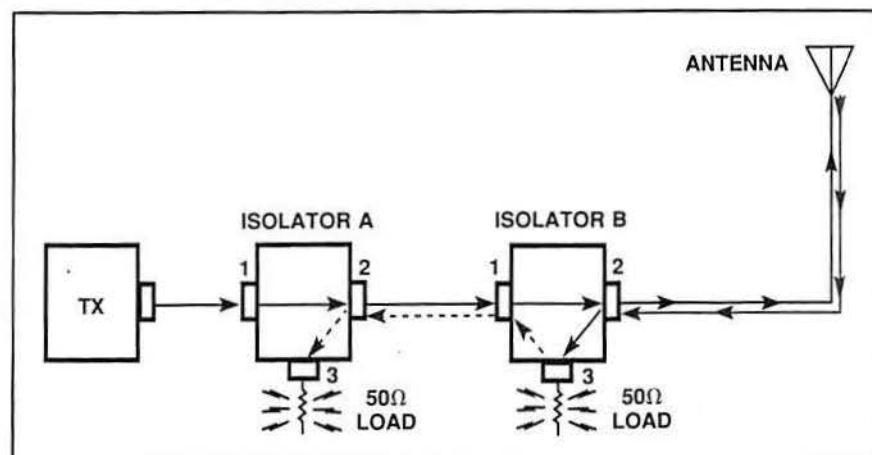 ANTENNA
ISOLATOR A
ISOLATOR B
TX
1
2
1
2
3
50Ω
LOAD
3
50Ω
LOAD